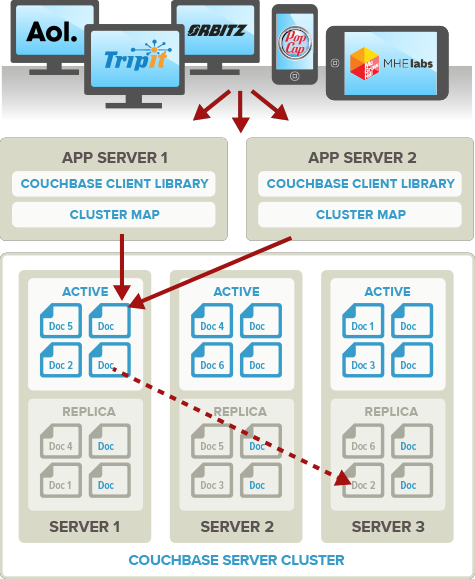 Aol.
Tripit
ORBITZ
Pop
Cap
MHElabs
APP SERVER 1
COUCHBASE CLIENT LIBRARY
CLUSTER MAP
APP SERVER 2
COUCHBASE CLIENT LIBRARY
CLUSTER MAP
ACTIVE
Doc 5 Doc
Doc 2 Doc
REPLICA
Doc 4 Doc
Doc 1 Doc
SERVER 1
ACTIVE
Doc 4 Doc
Doc 6 Doc
REPLICA
Doc 5 Doc
Doc 3 Doc
SERVER 2
ACTIVE
Doc 1 Doc
Doc 3 Doc
REPLICA
Doc 6 Doc
Doc 2 Doc
SERVER 3
COUCHBASE SERVER CLUSTER